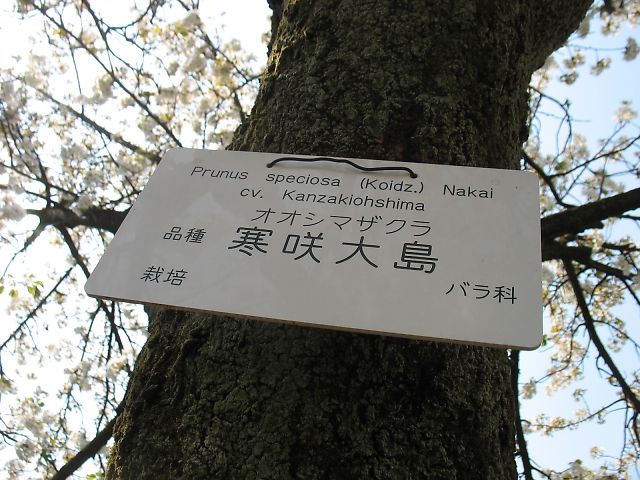 Prunus speciosa (Koidz.) Nakai
cv. Kanzakiohshima
オオシマザクラ
品種 寒咲大島
栽培 バラ科